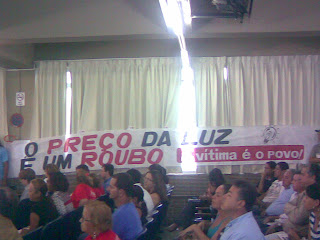 O PREÇO DA LUZ
É UM ROUBO vítima é o povo!